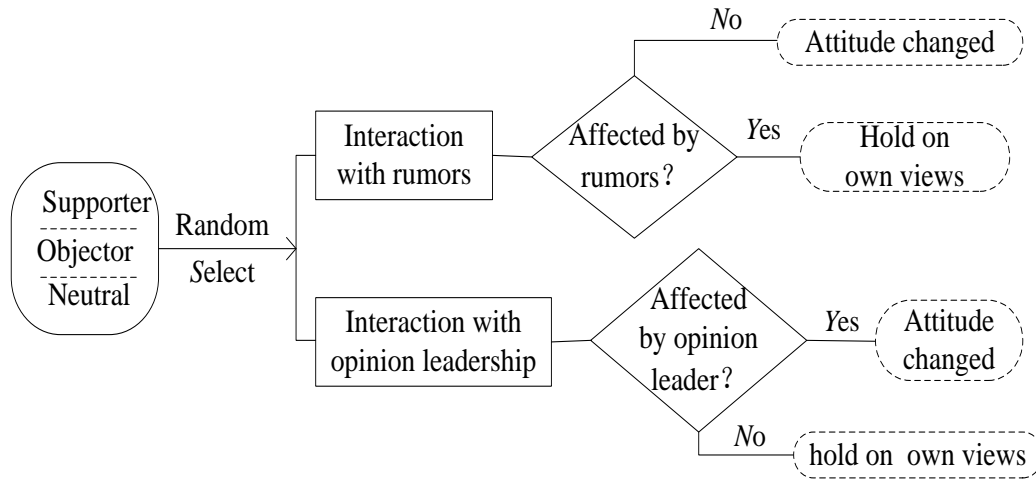 Supporter
Objector
Neutral
Random
Select
Interaction
with rumors
Affected by
rumors?
No
Attitude changed
Yes
Hold on
own views
Interaction with
opinion leadership
Affected
by opinion
leader?
Yes
Attitude
changed
No
hold on own views